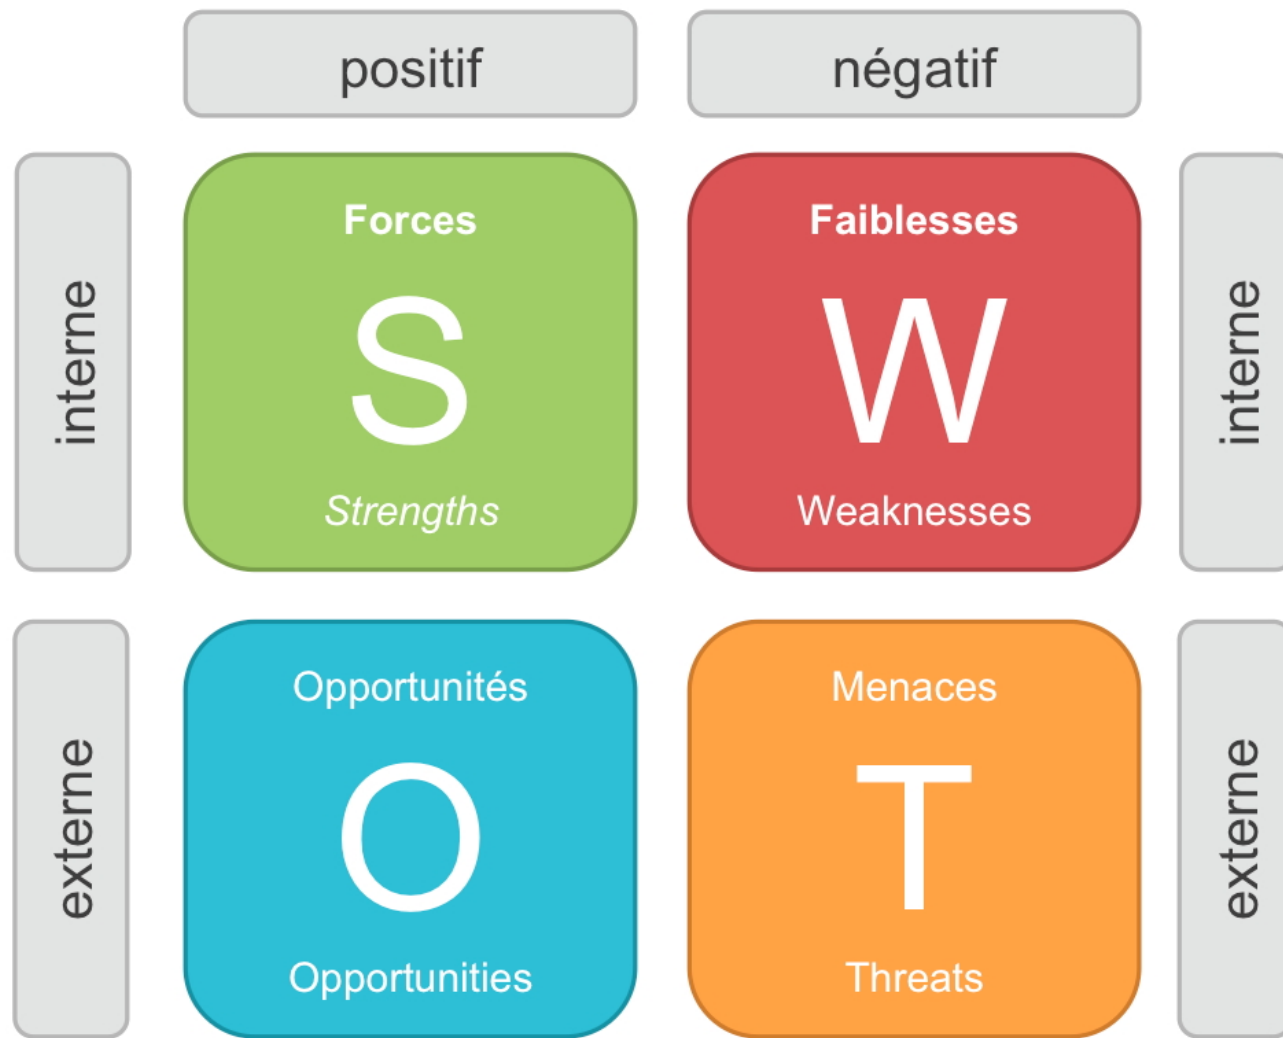 positif
négatif
interne
Forces
S
Strengths
Faiblesses
W
Weaknesses
interne
externe
Opportunités
O
Opportunities
Menaces
T
Threats
externe